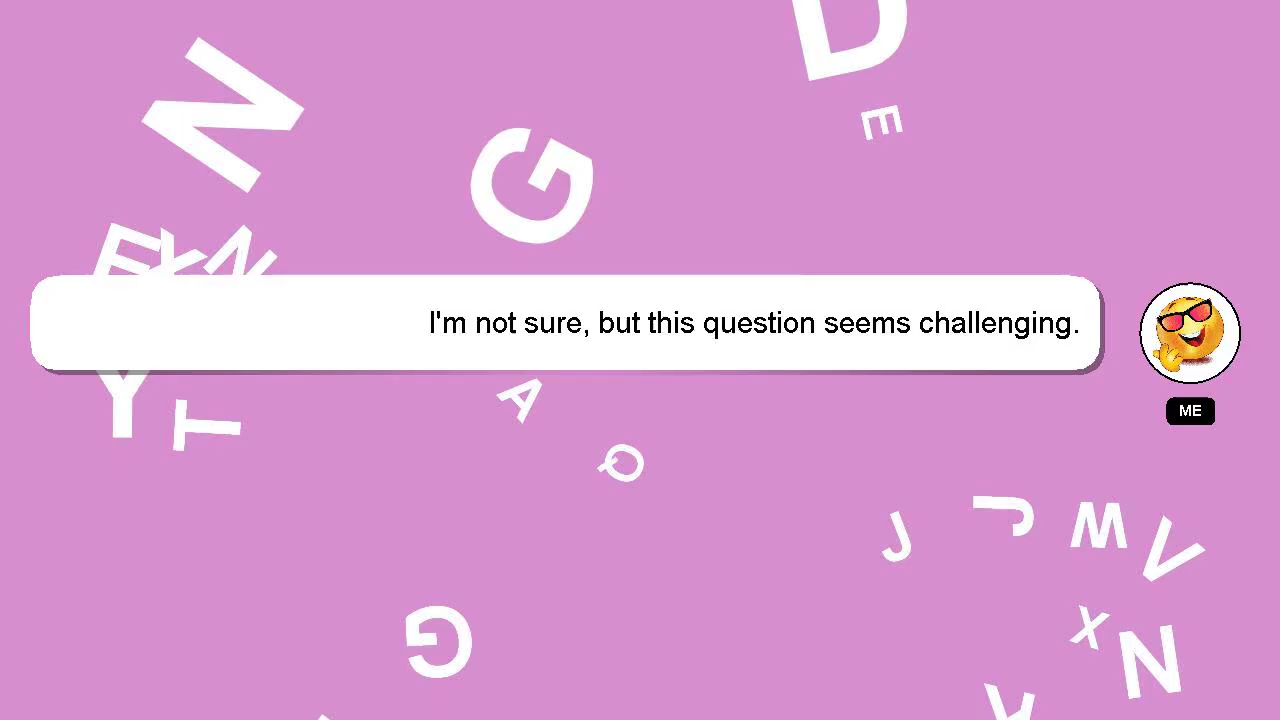 D
N
E
G
E
X
N
I'm not sure, but this question seems challenging.
ME
Y
A
T
Q
J
J
W
V
G
X
N